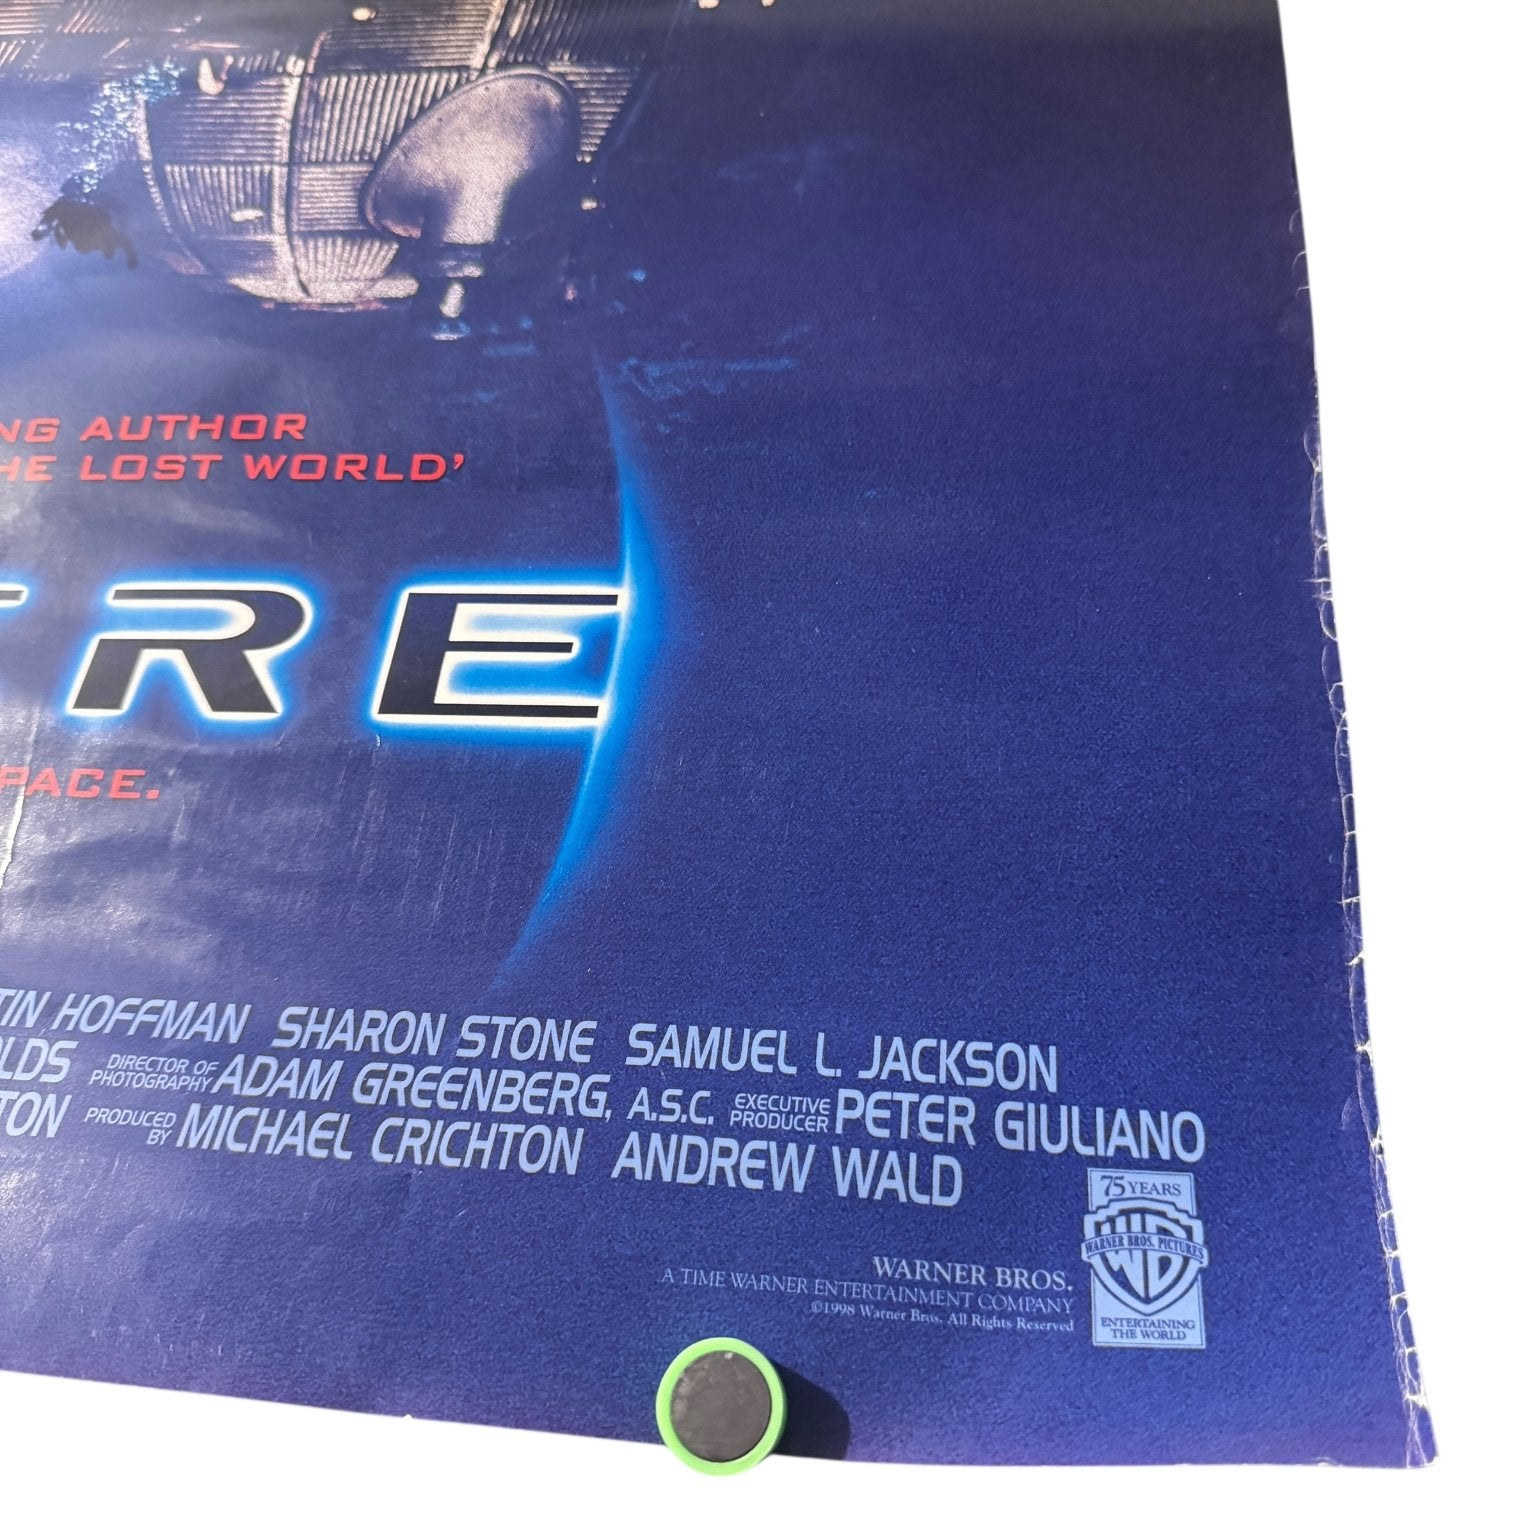 NG AUTHOR
HE LOST WORLD’
TRE
PACE.
TIN HOFFMAN SHARON STONE SAMUEL L. JACKSON
OLDS DIRECTOR OF PHOTOGRAPHY ADAM GREENBERG, A.S.C. EXECUTIVE PRODUCER PETER GIULIANO
TON PRODUCED BY MICHAEL CRICHTON ANDREW WALD
75 YEARS
WB
WARNER BROS. PICTURES
ENTERTAINING
THE WORLD
WARNER BROS.
A TIME WARNER ENTERTAINMENT COMPANY
©1998 Warner Bros. All Rights Reserved